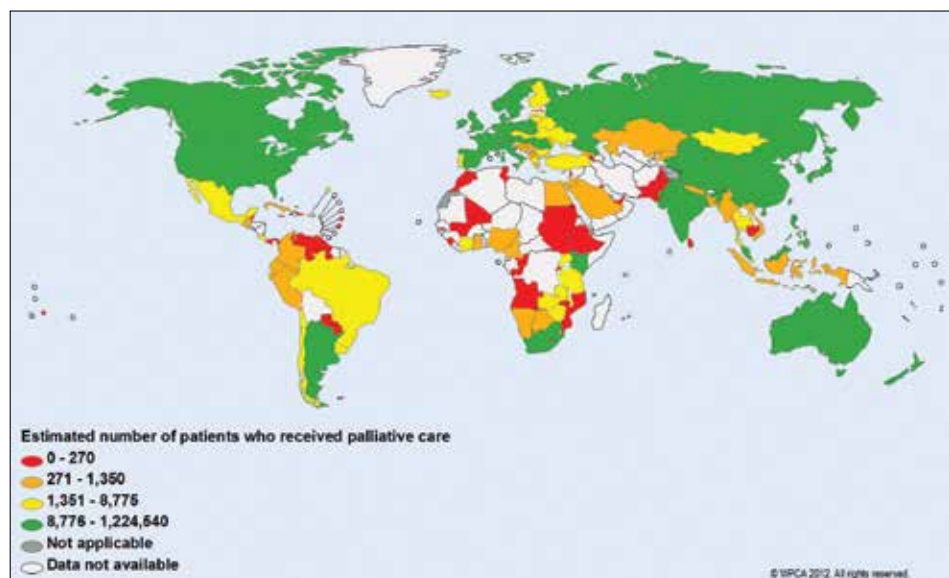 Estimated number of patients who received palliative care
0 - 270
271 - 1,350
1,351 - 8,775
8,776 - 1,224,540
Not applicable
Data not available
© WPCA 2012. All rights reserved.